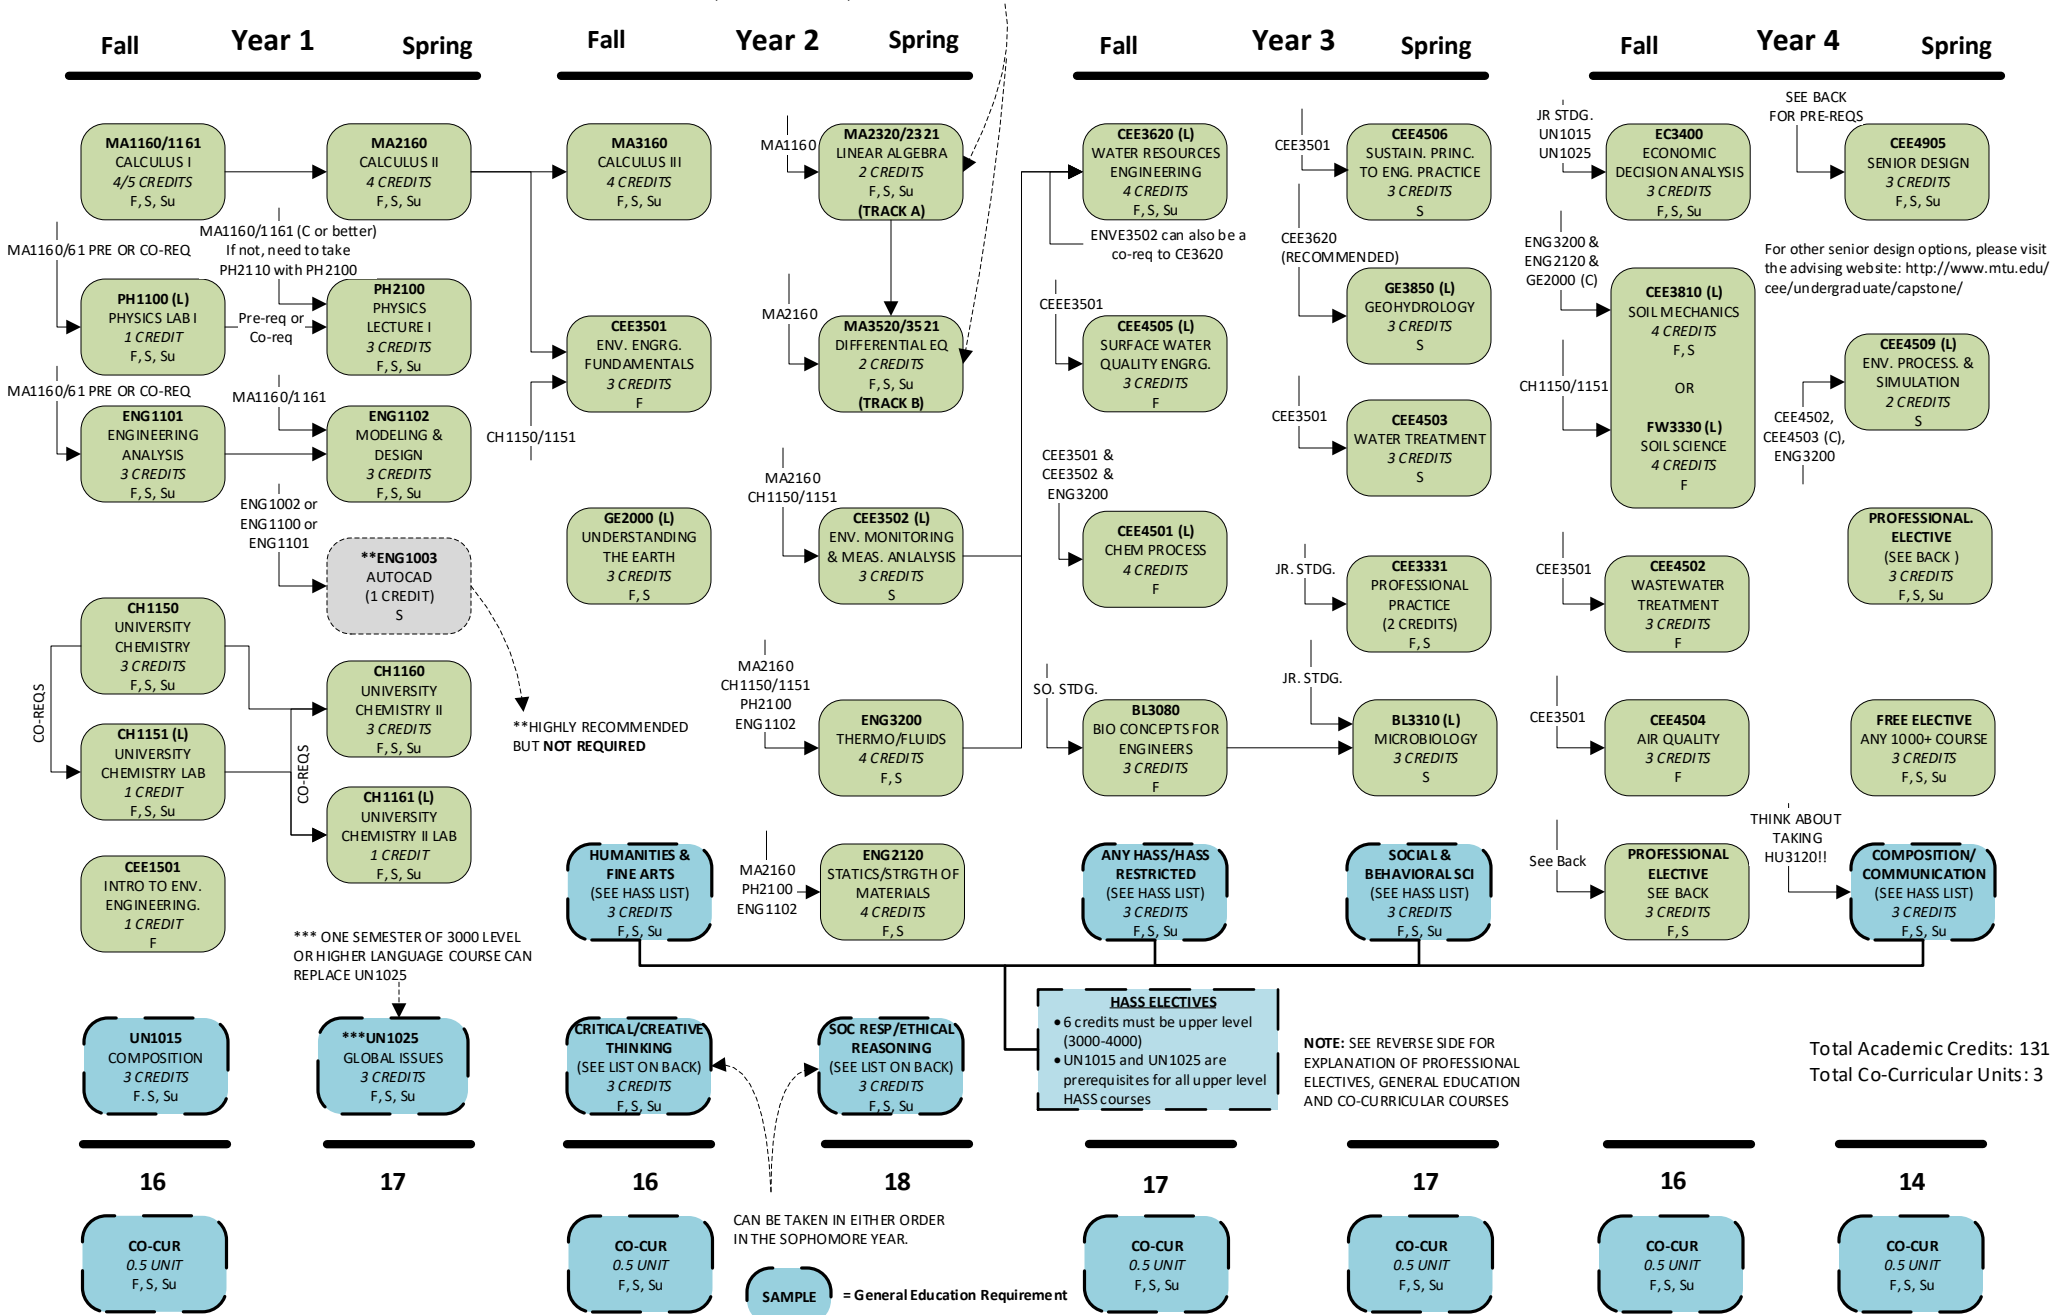 Fall
Year 1
Spring
Fall
Year 2
Spring
Fall
Year 3
Spring
Fall
Year 4
Spring
MA1160/1161
CALCULUS I
4/5 CREDITS
F, S, Su
MA2160
CALCULUS II
4 CREDITS
F, S, Su
MA3160
CALCULUS III
4 CREDITS
F, S, Su
MA1160
MA2320/2321
LINEAR ALGEBRA
2 CREDITS
F, S, Su
(TRACK A)
CEE3620 (L)
WATER RESOURCES
ENGINEERING
4 CREDITS
F, S, Su
ENVE3502 can also be a
co-req to CE3620
CEE3501
CEE4506
SUSTAIN. PRINC.
TO ENG. PRACTICE
3 CREDITS
S
JR STDG.
UN1015
UN1025
EC3400
ECONOMIC
DECISION ANALYSIS
3 CREDITS
F, S, Su
SEE BACK
FOR PRE-REQS
CEE4905
SENIOR DESIGN
3 CREDITS
F, S, Su
For other senior design options, please visit
the advising website: http://www.mtu.edu/
cee/undergraduate/capstone/
MA1160/61 PRE OR CO-REQ
PH1100 (L)
PHYSICS LAB I
1 CREDIT
F, S, Su
Pre-req or
Co-req
MA1160/1161 (C or better)
If not, need to take
PH2110 with PH2100
PH2100
PHYSICS
LECTURE I
3 CREDITS
F, S, Su
CEE3501
ENV. ENGRG.
FUNDAMENTALS
3 CREDITS
F
CH1150/1151
MA2160
MA3520/3521
DIFFERENTIAL EQ
2 CREDITS
F, S, Su
(TRACK B)
CEEE3501
CEE4505 (L)
SURFACE WATER
QUALITY ENGRG.
3 CREDITS
F
CEE3620
(RECOMMENDED)
GE3850 (L)
GEOHYDROLOGY
3 CREDITS
S
ENG3200 &
ENG2120 &
GE2000 (C)
CEE3810 (L)
SOIL MECHANICS
4 CREDITS
F, S
OR
FW3330 (L)
SOIL SCIENCE
4 CREDITS
F
CH1150/1151
CEE4509 (L)
ENV. PROCESS. &
SIMULATION
2 CREDITS
S
CEE4502,
CEE4503 (C),
ENG3200
MA1160/61 PRE OR CO-REQ
ENG1101
ENGINEERING
ANALYSIS
3 CREDITS
F, S, Su
MA1160/1161
ENG1102
MODELING &
DESIGN
3 CREDITS
F, S, Su
ENG1002 or
ENG1100 or
ENG1101
**ENG1003
AUTOCAD
(1 CREDIT)
S
**HIGHLY RECOMMENDED
BUT NOT REQUIRED
GE2000 (L)
UNDERSTANDING
THE EARTH
3 CREDITS
F, S
MA2160
CH1150/1151
CEE3502 (L)
ENV. MONITORING
& MEAS. ANLALYSIS
3 CREDITS
S
CEE3501 &
CEE3502 &
ENG3200
CEE4501 (L)
CHEM PROCESS
4 CREDITS
F
CEE3501
CEE4503
WATER TREATMENT
3 CREDITS
S
JR. STDG.
CEE3331
PROFESSIONAL
PRACTICE
(2 CREDITS)
F, S
CEE3501
CEE4502
WASTEWATER
TREATMENT
3 CREDITS
F
PROFESSIONAL.
ELECTIVE
(SEE BACK )
3 CREDITS
F, S, Su
CO-REQS
CH1150
UNIVERSITY
CHEMISTRY
3 CREDITS
F, S, Su
CH1151 (L)
UNIVERSITY
CHEMISTRY LAB
1 CREDIT
F, S, Su
CO-REQS
CH1160
UNIVERSITY
CHEMISTRY II
3 CREDITS
F, S, Su
CH1161 (L)
UNIVERSITY
CHEMISTRY II LAB
1 CREDIT
F, S, Su
MA2160
CH1150/1151
PH2100
ENG1102
ENG3200
THERMO/FLUIDS
4 CREDITS
F, S
SO. STDG.
BL3080
BIO CONCEPTS FOR
ENGINEERS
3 CREDITS
F
JR. STDG.
BL3310 (L)
MICROBIOLOGY
3 CREDITS
S
CEE3501
CEE4504
AIR QUALITY
3 CREDITS
F
FREE ELECTIVE
ANY 1000+ COURSE
3 CREDITS
F, S, Su
CEE1501
INTRO TO ENV.
ENGINEERING.
1 CREDIT
F
HUMANITIES &
FINE ARTS
(SEE HASS LIST)
3 CREDITS
F, S, Su
MA2160
PH2100
ENG1102
ENG2120
STATICS/STRGTH OF
MATERIALS
4 CREDITS
F, S
ANY HASS/HASS
RESTRICTED
(SEE HASS LIST)
3 CREDITS
F, S, Su
SOCIAL &
BEHAVIORAL SCI
(SEE HASS LIST)
3 CREDITS
F, S, Su
See Back
PROFESSIONAL
ELECTIVE
SEE BACK
3 CREDITS
F, S
THINK ABOUT
TAKING
HU3120!!
COMPOSITION/
COMMUNICATION
(SEE HASS LIST)
3 CREDITS
F, S, Su
*** ONE SEMESTER OF 3000 LEVEL
OR HIGHER LANGUAGE COURSE CAN
REPLACE UN1025
UN1015
COMPOSITION
3 CREDITS
F. S, Su
***UN1025
GLOBAL ISSUES
3 CREDITS
F, S, Su
CRITICAL/CREATIVE
THINKING
(SEE LIST ON BACK)
3 CREDITS
F, S, Su
SOC RESP/ETHICAL
REASONING
(SEE LIST ON BACK)
3 CREDITS
F, S, Su
HASS ELECTIVES
• 6 credits must be upper level
(3000-4000)
• UN1015 and UN1025 are
prerequisites for all upper level
HASS courses
NOTE: SEE REVERSE SIDE FOR
EXPLANATION OF PROFESSIONAL
ELECTIVES, GENERAL EDUCATION
AND CO-CURRICULAR COURSES
Total Academic Credits: 131
Total Co-Curricular Units: 3
16
17
16
18
17
17
16
14
CAN BE TAKEN IN EITHER ORDER
IN THE SOPHOMORE YEAR.
CO-CUR
0.5 UNIT
F, S, Su
CO-CUR
0.5 UNIT
F, S, Su
SAMPLE
= General Education Requirement
CO-CUR
0.5 UNIT
F, S, Su
CO-CUR
0.5 UNIT
F, S, Su
CO-CUR
0.5 UNIT
F, S, Su
CO-CUR
0.5 UNIT
F, S, Su